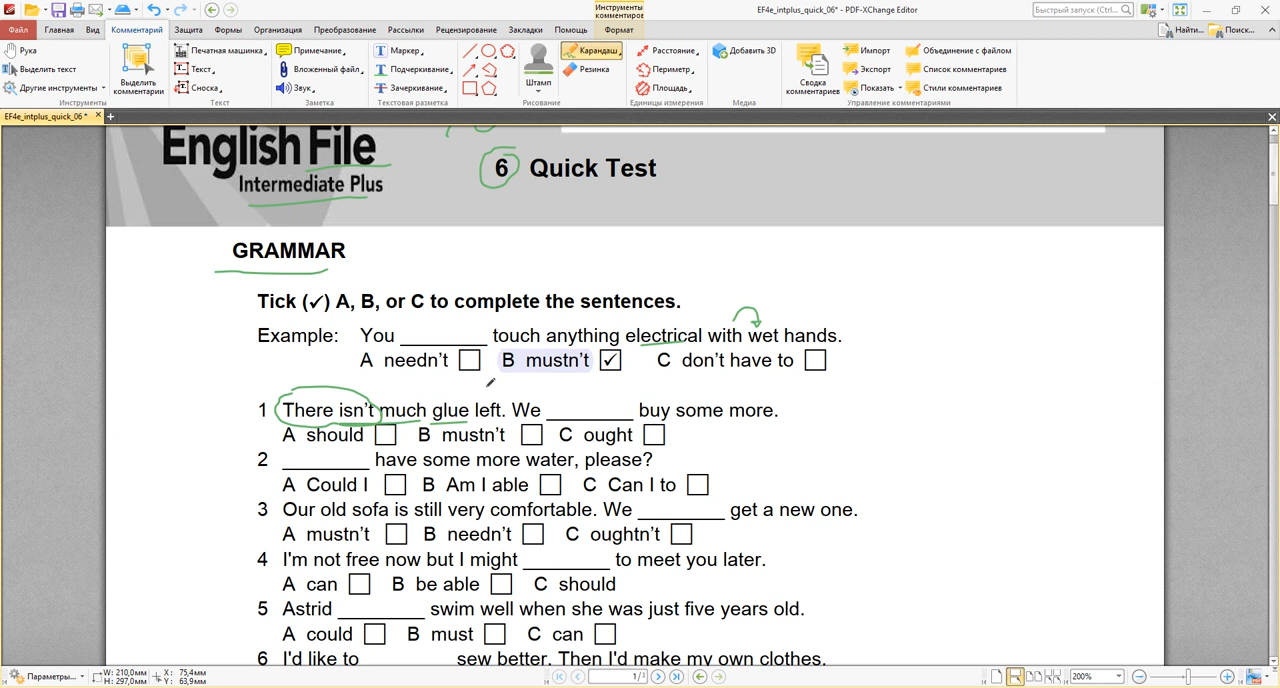 Инструменты комментиров
EF4e_intplus_quick_06* - PDF-XChange Editor
Быстрый запуск (Ctrl...
Файл Главная Вид Комментарий Защита Формы Организация Преобразование Рассылки Рецензирование Закладки Помощь Формат Найти... Поиск...
Рука
Выделить текст
Другие инструменты
Инструменты
Выделить комментарии
Печатная машинка
Текст
Сноска
Текст
Примечание
Вложенный файл
Звук
Заметка
Маркер
Подчеркивание
Зачеркивание
Текстовая разметка
Штамп
Карандаш
Резинка
Рисование
Расстояние
Периметр
Площадь
Единицы измерения
Добавить 3D
Медиа
Сводка комментариев
Импорт
Экспорт
Показать
Объединение с файлом
Список комментариев
Стили комментариев
Управление комментариями
EF4e_intplus_quick_06 *
English File
Intermediate Plus
6 Quick Test
GRAMMAR
Tick (✓) A, B, or C to complete the sentences.
Example: You ________ touch anything electrical with wet hands.
A needn't B mustn't ✓ C don't have to
1 There isn't much glue left. We ________ buy some more.
A should B mustn't C ought
2 ________ have some more water, please?
A Could I B Am I able C Can I to
3 Our old sofa is still very comfortable. We ________ get a new one.
A mustn't B needn't C oughtn't
4 I'm not free now but I might ________ to meet you later.
A can B be able C should
5 Astrid ________ swim well when she was just five years old.
A could B must C can
6 I'd like to ________ sew better. Then I'd make my own clothes.
Параметры...
W: 210,0мм
H: 297,0мм
X: 75,4мм
Y: 63,9мм
1/1
200%